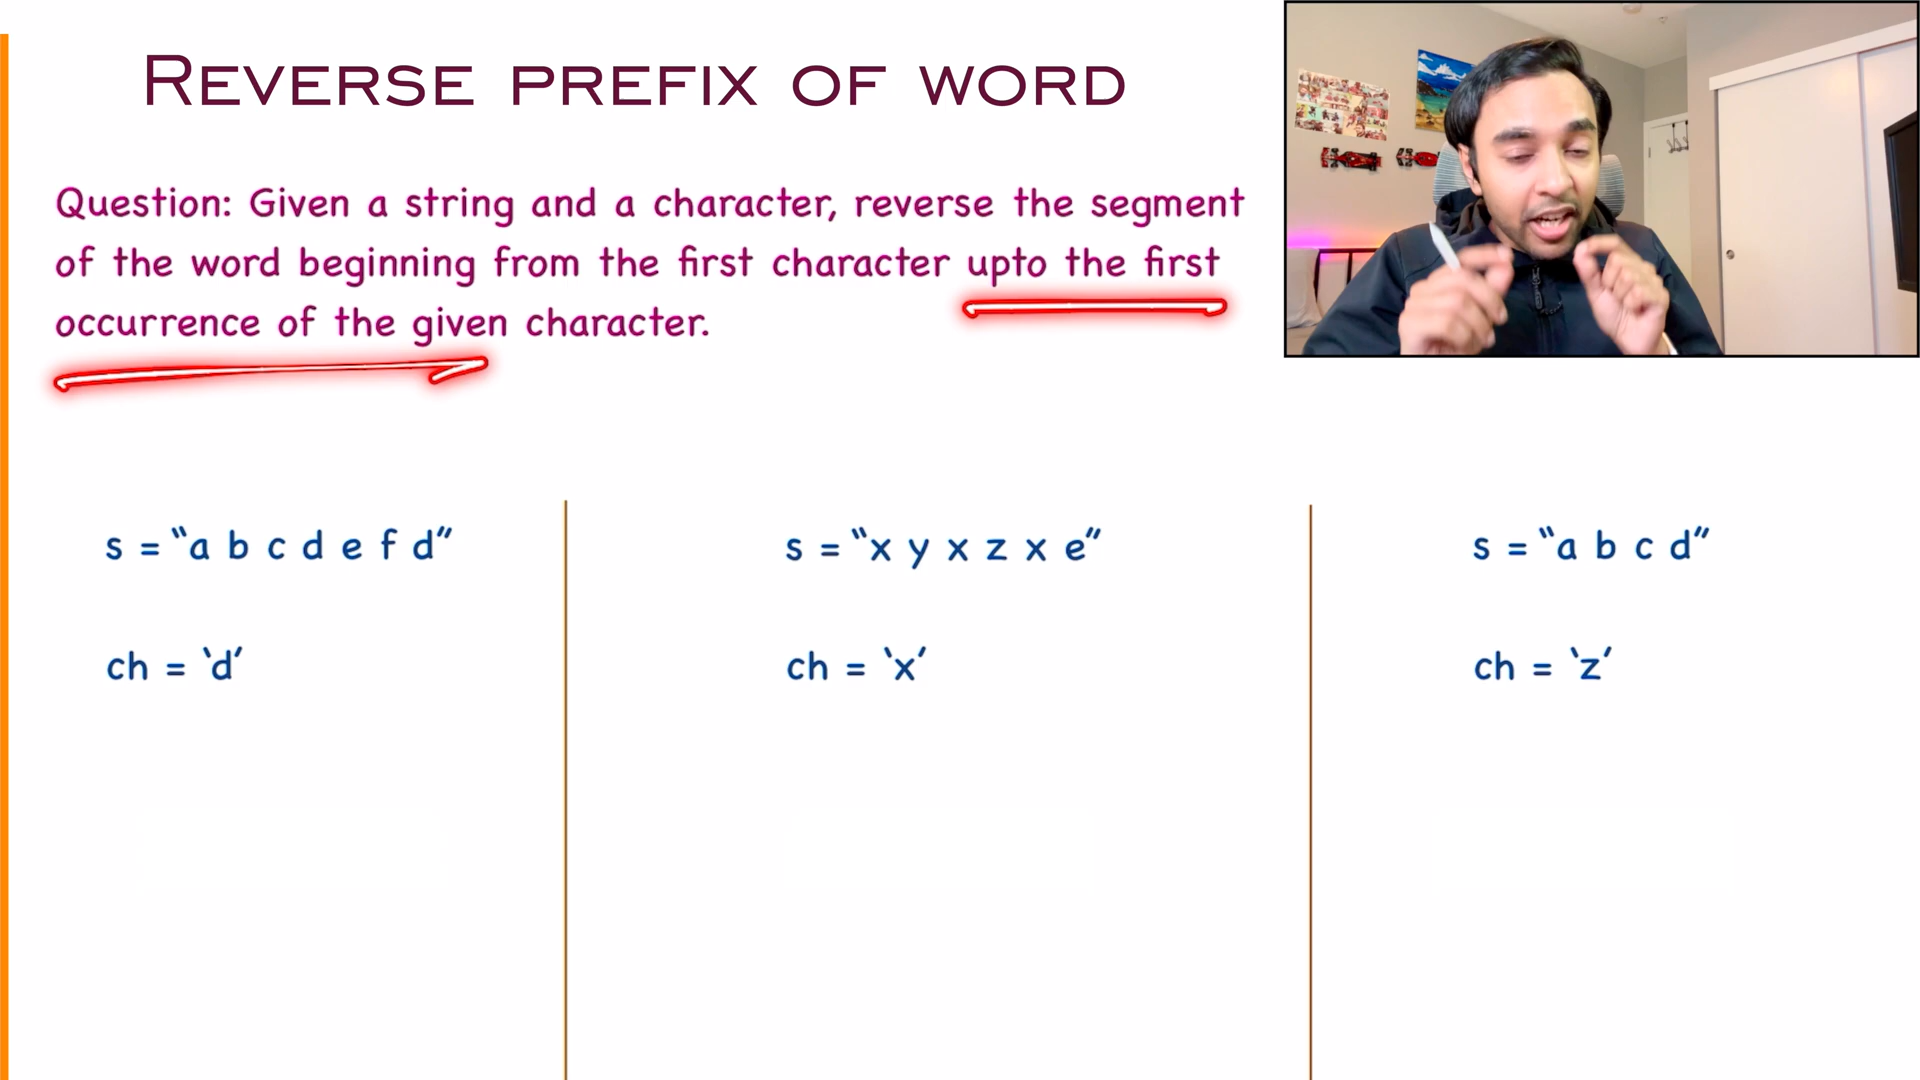 REVERSE PREFIX OF WORD
Question: Given a string and a character, reverse the segment
of the word beginning from the first character upto the first
occurrence of the given character.
s = “a b c d e f d”
ch = ‘d’
s = “x y x z x e”
ch = ‘x’
s = “a b c d”
ch = ‘z’